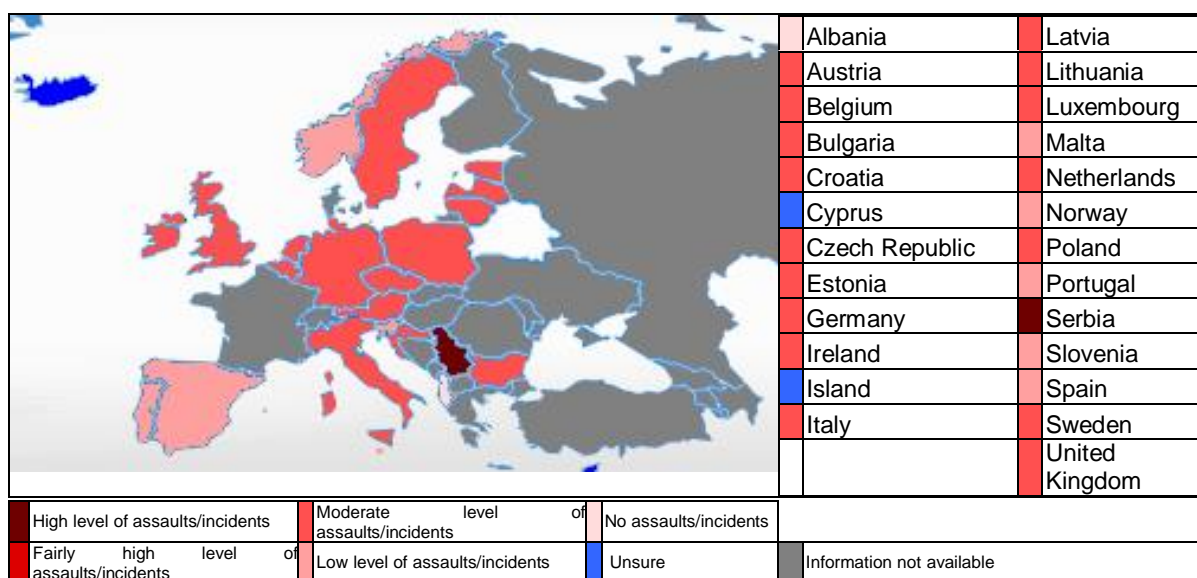 Albania Latvia
Austria Lithuania
Belgium Luxembourg
Bulgaria Malta
Croatia Netherlands
Cyprus Norway
Czech Republic Poland
Estonia Portugal
Germany Serbia
Ireland Slovenia
Island Spain
Italy Sweden
United
Kingdom
High level of assaults/incidents
Moderate level of
assaults/incidents
No assaults/incidents
Fairly high level of
assaults/incidents
Low level of assaults/incidents
Unsure
Information not available